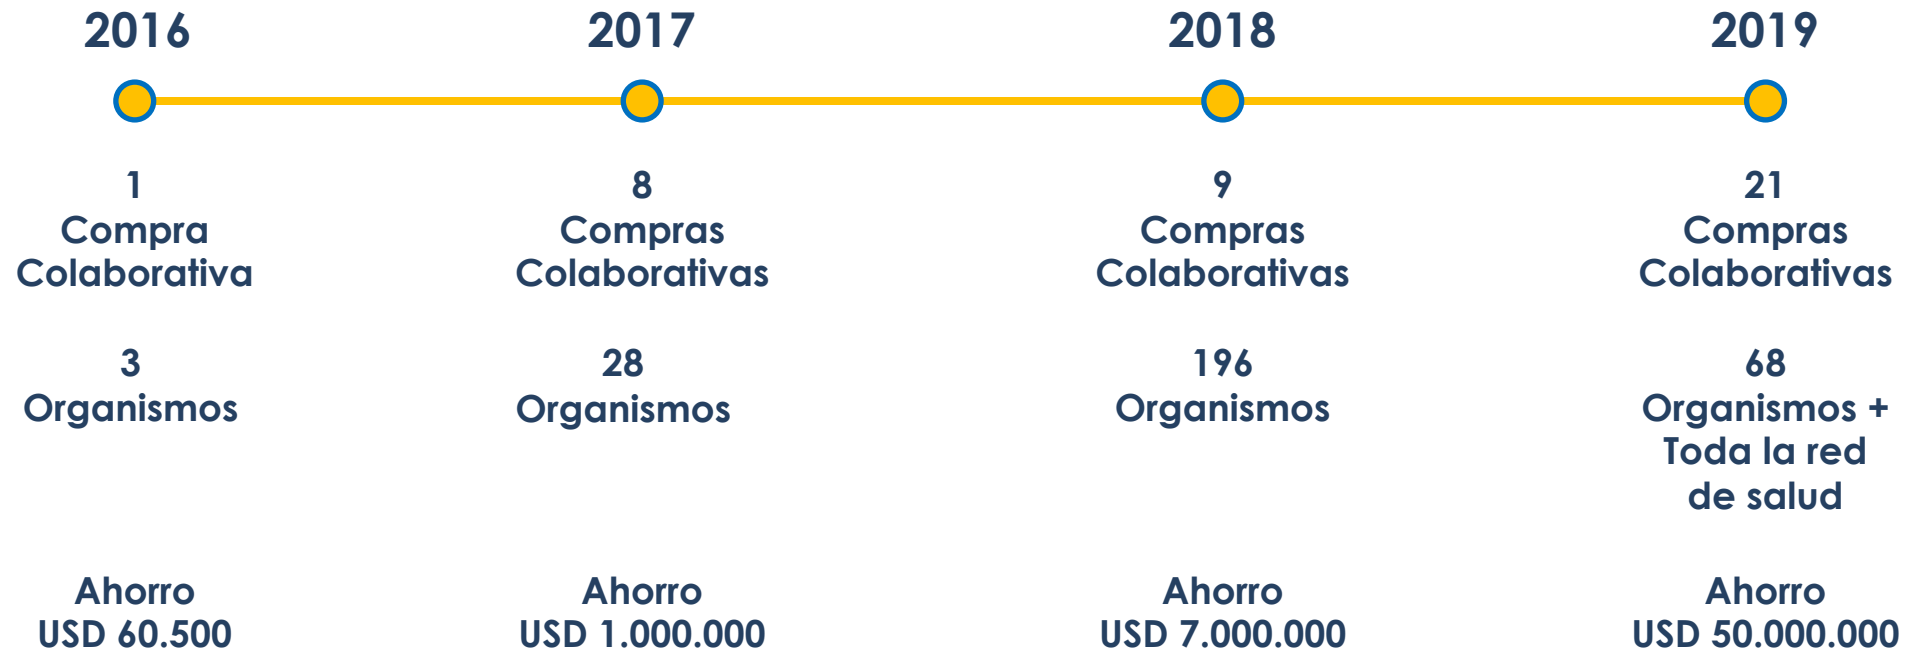 2016
2017
2018
2019
1
Compra
Colaborativa
8
Compras
Colaborativas
9
Compras
Colaborativas
21
Compras
Colaborativas
3
Organismos
28
Organismos
196
Organismos
68
Organismos +
Toda la red
de salud
Ahorro
USD 60.500
Ahorro
USD 1.000.000
Ahorro
USD 7.000.000
Ahorro
USD 50.000.000